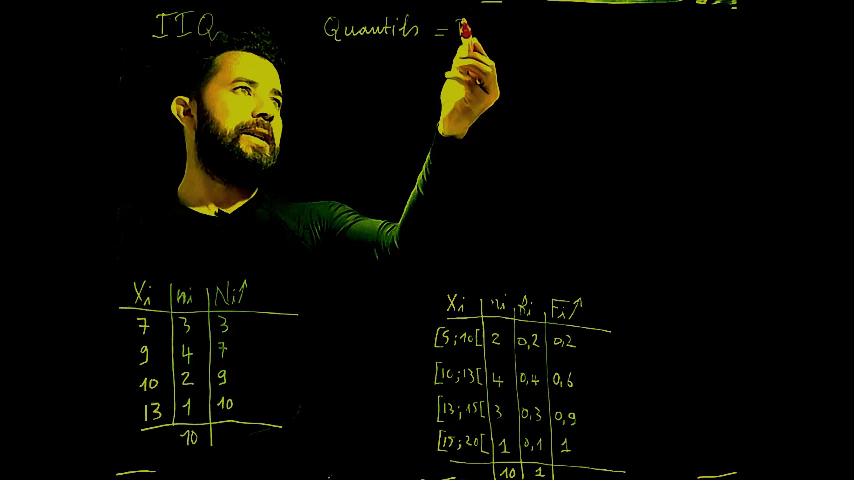 IIQ
Quantils =
Xi ni Ni↑
7 3 3
9 4 7
10 2 9
13 1 10
10
Xi ni fi Fi↑
[5;10[ 2 0,2 0,2
[10;13[ 4 0,4 0,6
[13;15[ 3 0,3 0,9
[15;20[ 1 0,1 1
10 1